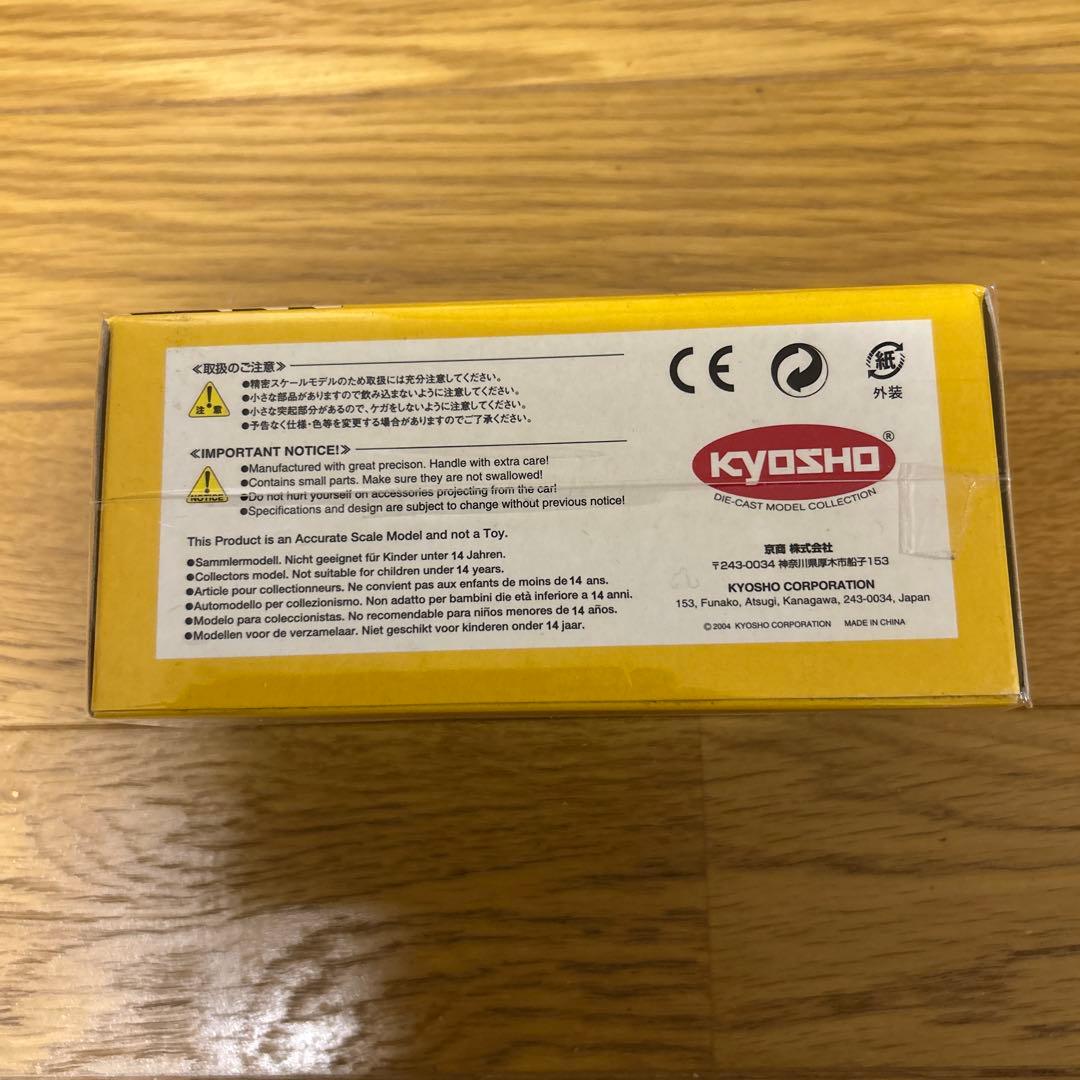 ≪取扱のご注意≫
注意
●精密スケールモデルのため取扱には充分注意してください。
●小さな部品がありますので飲み込まないように注意してください。
●小さな突起部分があるので、ケガをしないように注意してください。
●予告なく仕様・色等を変更する場合がありますのでご了承ください。
≪IMPORTANT NOTICE!≫
NOTICE
●Manufactured with great precison. Handle with extra care!
●Contains small parts. Make sure they are not swallowed!
●Do not hurt yourself on accessories projecting from the car!
●Specifications and design are subject to change without previous notice!
This Product is an Accurate Scale Model and not a Toy.
●Sammlermodell. Nicht geeignet für Kinder unter 14 Jahren.
●Collectors model. Not suitable for children under 14 years.
●Article pour collectionneurs. Ne convient pas aux enfants de moins de 14 ans.
●Automodello per collezionismo. Non adatto per bambini die età inferiore a 14 anni.
●Modelo para coleccionistas. No recomendable para niños menores de 14 años.
●Modellen voor de verzamelaar. Niet geschikt voor kinderen onder 14 jaar.
CE
紙
外装
KYOSHO®
DIE-CAST MODEL COLLECTION
京商 株式会社
〒243-0034 神奈川県厚木市船子153
KYOSHO CORPORATION
153, Funako, Atsugi, Kanagawa, 243-0034, Japan
© 2004 KYOSHO CORPORATION MADE IN CHINA